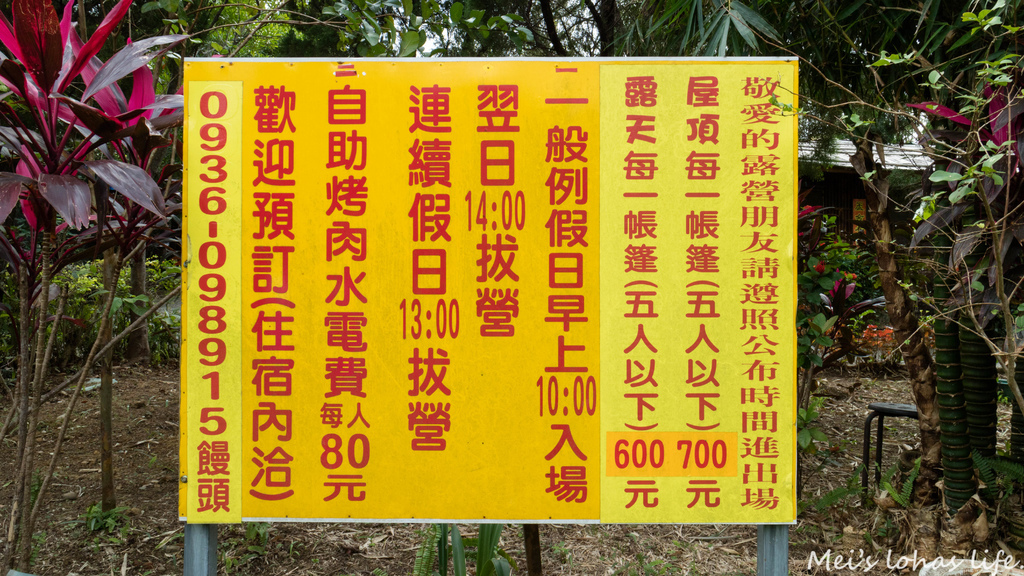 敬愛的露營朋友請遵照公布時間進出場
屋頂每一帳篷(五人以下)700元
露天每一帳篷(五人以下)600元
一般例假日早上10:00入場
翌日14:00拔營
連續假日13:00拔營
自助烤肉水電費每人80元
歡迎預訂(住宿內洽)
0936-098915饅頭
Mei's lohas life